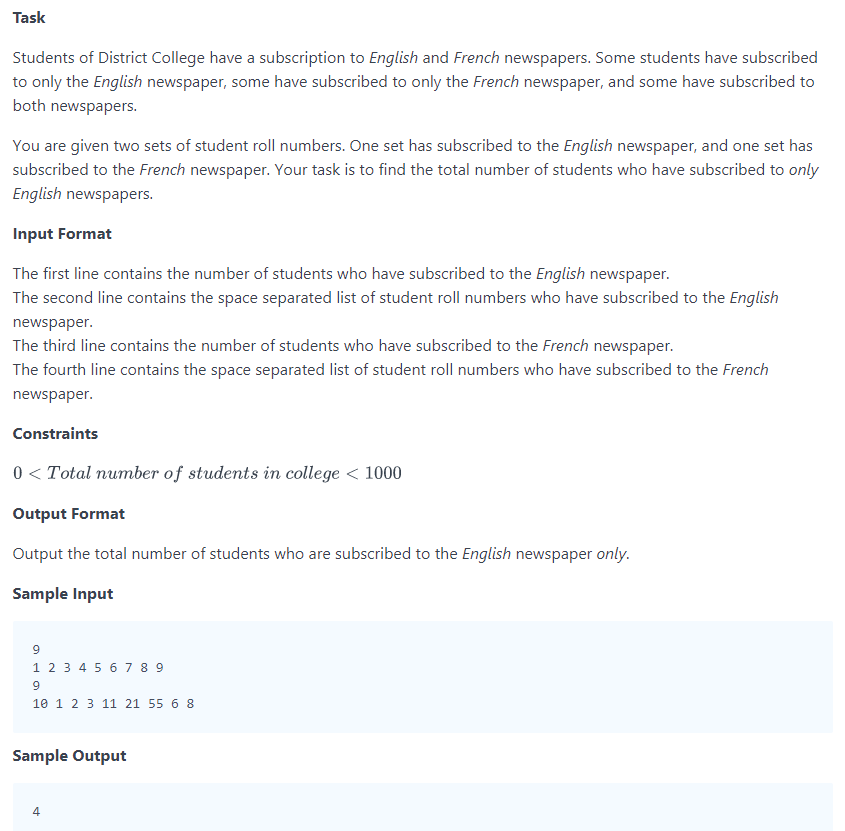 Task
Students of District College have a subscription to English and French newspapers. Some students have subscribed
to only the English newspaper, some have subscribed to only the French newspaper, and some have subscribed to
both newspapers.
You are given two sets of student roll numbers. One set has subscribed to the English newspaper, and one set has
subscribed to the French newspaper. Your task is to find the total number of students who have subscribed to only
English newspapers.
Input Format
The first line contains the number of students who have subscribed to the English newspaper.
The second line contains the space separated list of student roll numbers who have subscribed to the English
newspaper.
The third line contains the number of students who have subscribed to the French newspaper.
The fourth line contains the space separated list of student roll numbers who have subscribed to the French
newspaper.
Constraints
0 < Total number of students in college < 1000
Output Format
Output the total number of students who are subscribed to the English newspaper only.
Sample Input
9
1 2 3 4 5 6 7 8 9
9
10 1 2 3 11 21 55 6 8
Sample Output
4